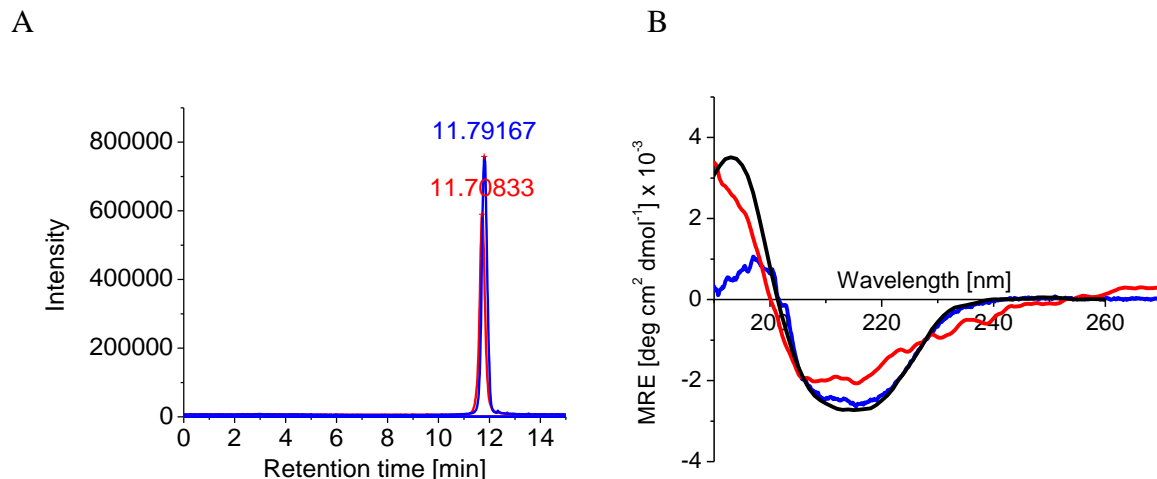 A
B
11.79167
11.70833
Intensity
800000
600000
400000
200000
0
0 2 4 6 8 10 12 14
Retention time [min]
MRE [deg cm² dmol⁻¹] x 10⁻³
4
2
0
-2
-4
Wavelength [nm]
200 220 240 260